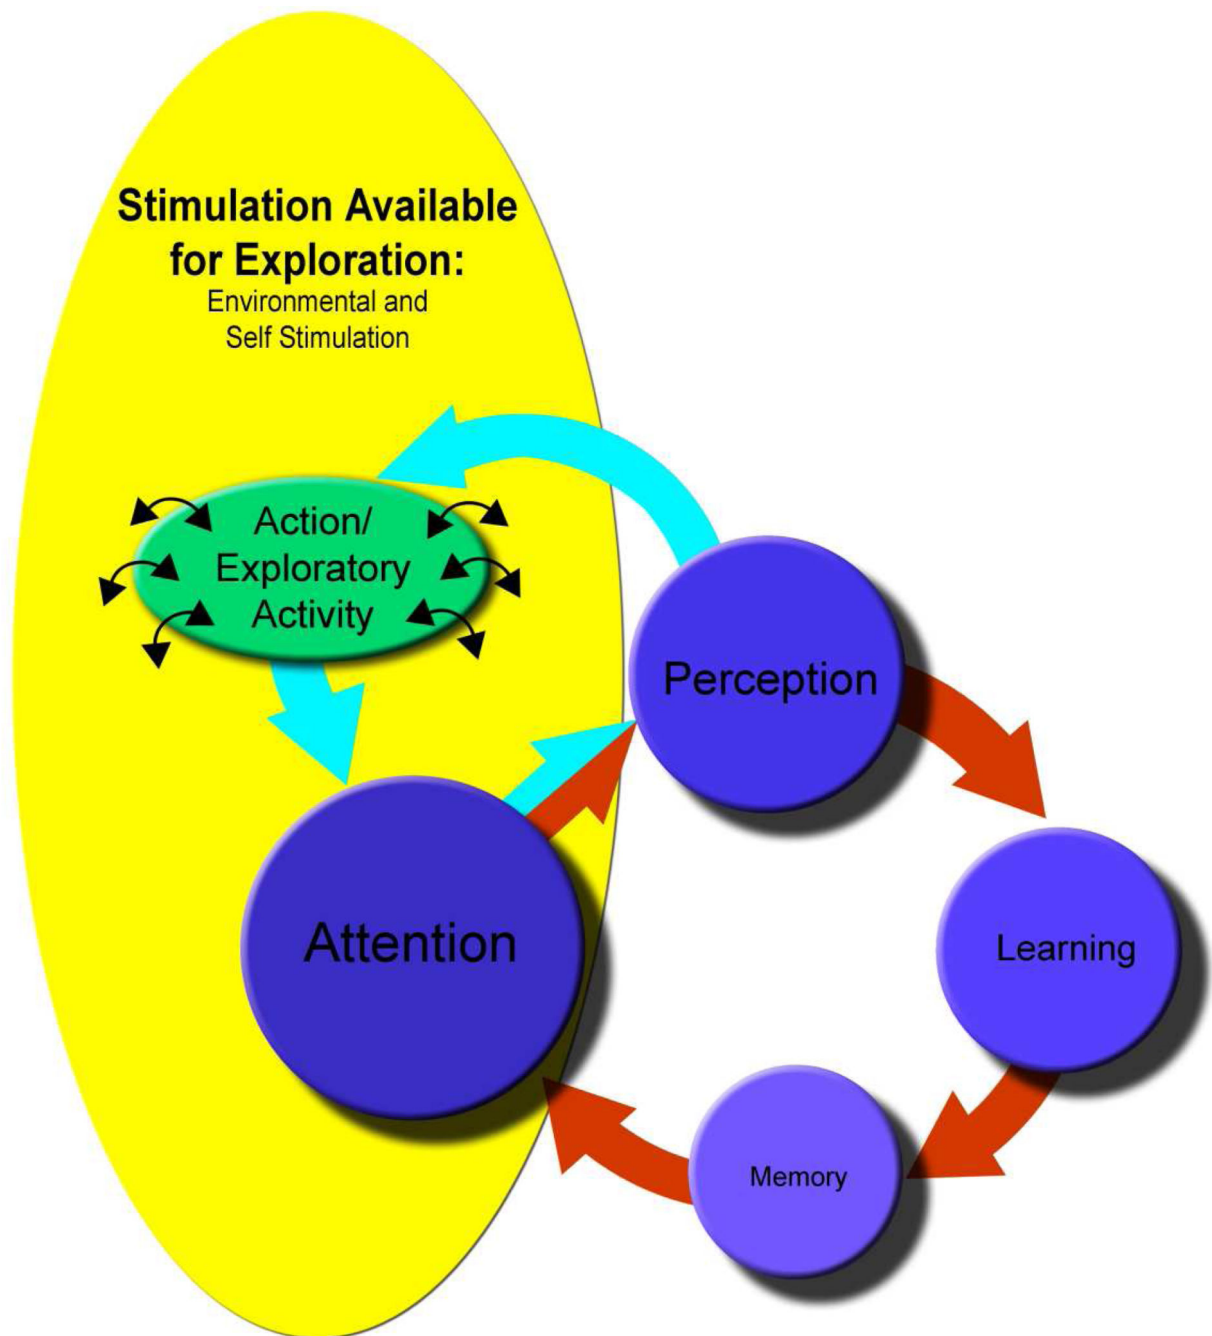 Stimulation Available
for Exploration:
Environmental and
Self Stimulation
Action/
Exploratory
Activity
Perception
Attention
Learning
Memory